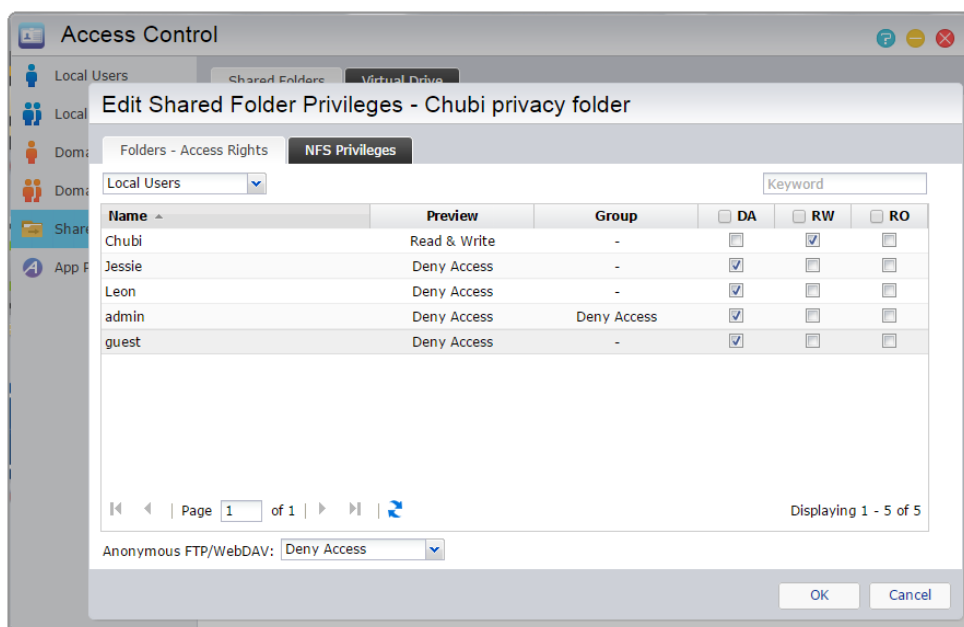 Access Control
Local Users
Shared Folders Virtual Drive
Local
Edit Shared Folder Privileges - Chubi privacy folder
Doma
Folders - Access Rights NFS Privileges
Doma
Local Users Keyword
Share
Name Preview Group DA RW RO
App P
Chubi Read & Write -
Jessie Deny Access -
Leon Deny Access -
admin Deny Access Deny Access
guest Deny Access -
Page 1 of 1 Displaying 1 - 5 of 5
Anonymous FTP/WebDAV: Deny Access
OK Cancel